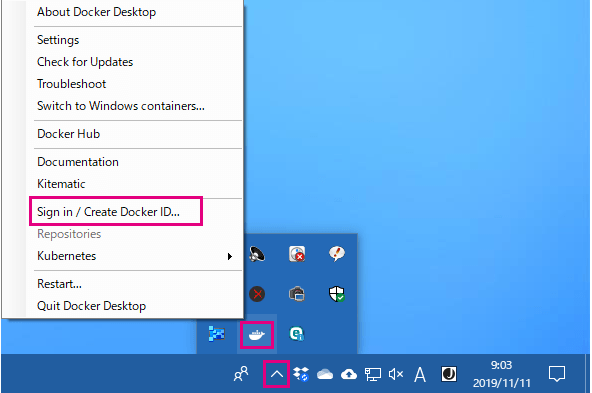 About Docker Desktop
Settings
Check for Updates
Troubleshoot
Switch to Windows containers...
Docker Hub
Documentation
Kitematic
Sign in / Create Docker ID...
Repositories
Kubernetes
Restart...
Quit Docker Desktop
A
J
9:03
2019/11/11